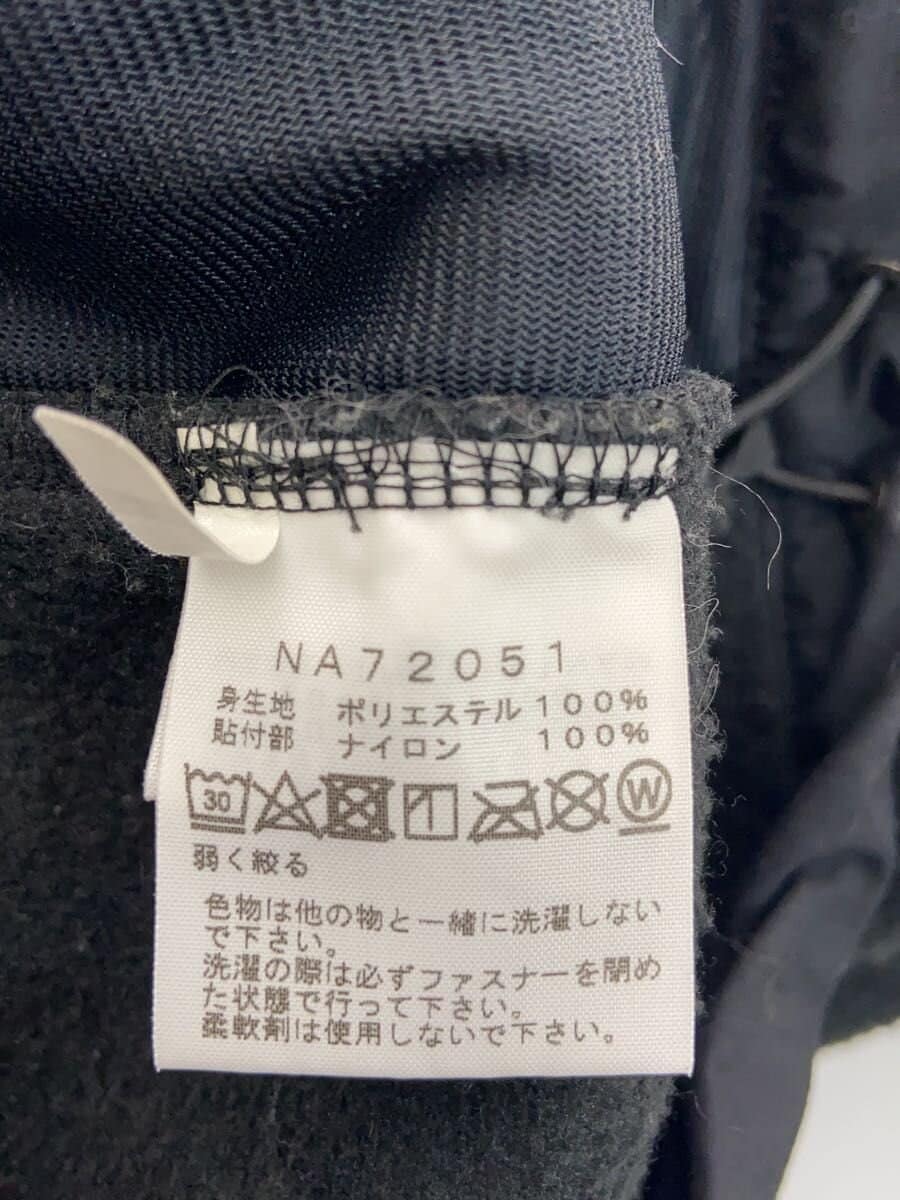 NA72051
身生地 ポリエステル 100%
貼付部 ナイロン 100%
30 W
弱く絞る
色物は他の物と一緒に洗濯しない
で下さい。
洗濯の際は必ずファスナーを閉め
た状態で行って下さい。
柔軟剤は使用しないで下さい。